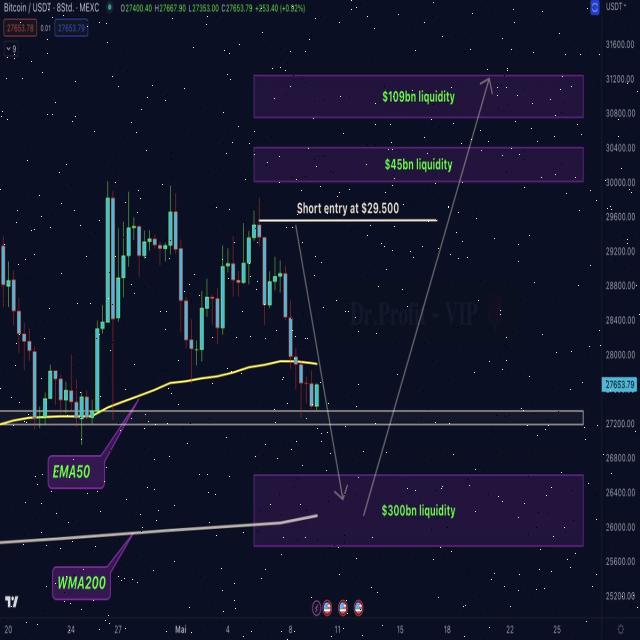 Bitcoin / USDT · 8Std. · MEXC O27400.40 H27667.90 L27353.00 C27653.79 +253.40 (+0.92%)
USDT
27653.78 0.01 27653.79
9
31600.00
31200.00
$109bn liquidity
30800.00
30400.00
$45bn liquidity
30000.00
Short entry at $29.500
29600.00
29200.00
28800.00
Dr.Profit - VIP
28400.00
28000.00
27653.79
27200.00
26800.00
EMA50
26400.00
$300bn liquidity
26000.00
25600.00
WMA200
25200.00
20 24 27 Mai 4 8 11 15 18 22 25